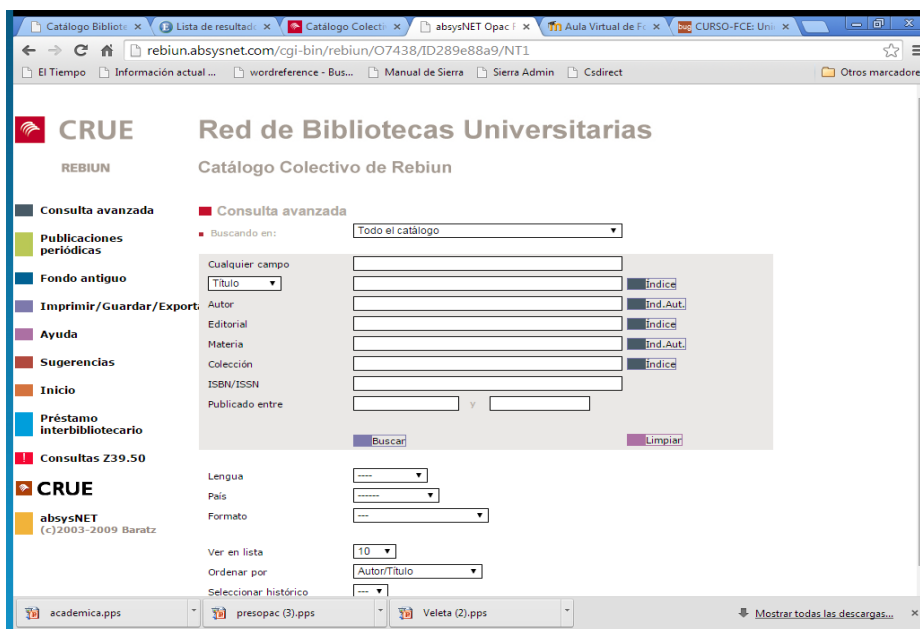 Catálogo Bibliote
Lista de resultado
Catálogo Colecti
absysNET Opac F
Aula Virtual de Fo
CURSO-FCE: Uni
rebiun.absysnet.com/cgi-bin/rebiun/O7438/ID289e88a9/NT1
El Tiempo
Información actual ...
wordreference - Bus...
Manual de Sierra
Sierra Admin
Csdirect
Otros marcadore
CRUE
REBIUN
Red de Bibliotecas Universitarias
Catálogo Colectivo de Rebiun
Consulta avanzada
Publicaciones
periódicas
Fondo antiguo
Imprimir/Guardar/Exporta
Ayuda
Sugerencias
Inicio
Préstamo
interbibliotecario
! Consultas Z39.50
CRUE
absysNET
(c)2003-2009 Baratz
Consulta avanzada
Buscando en: Todo el catálogo
Cualquier campo
Título Índice
Autor Ind.Aut.
Editorial Índice
Materia Ind.Aut.
Colección Índice
ISBN/ISSN
Publicado entre y
Buscar Limpiar
Lengua ----
País ------
Formato ---
Ver en lista 10
Ordenar por Autor/Título
Seleccionar histórico ---
academica.pps
presopac (3).pps
Veleta (2).pps
Mostrar todas las descargas...